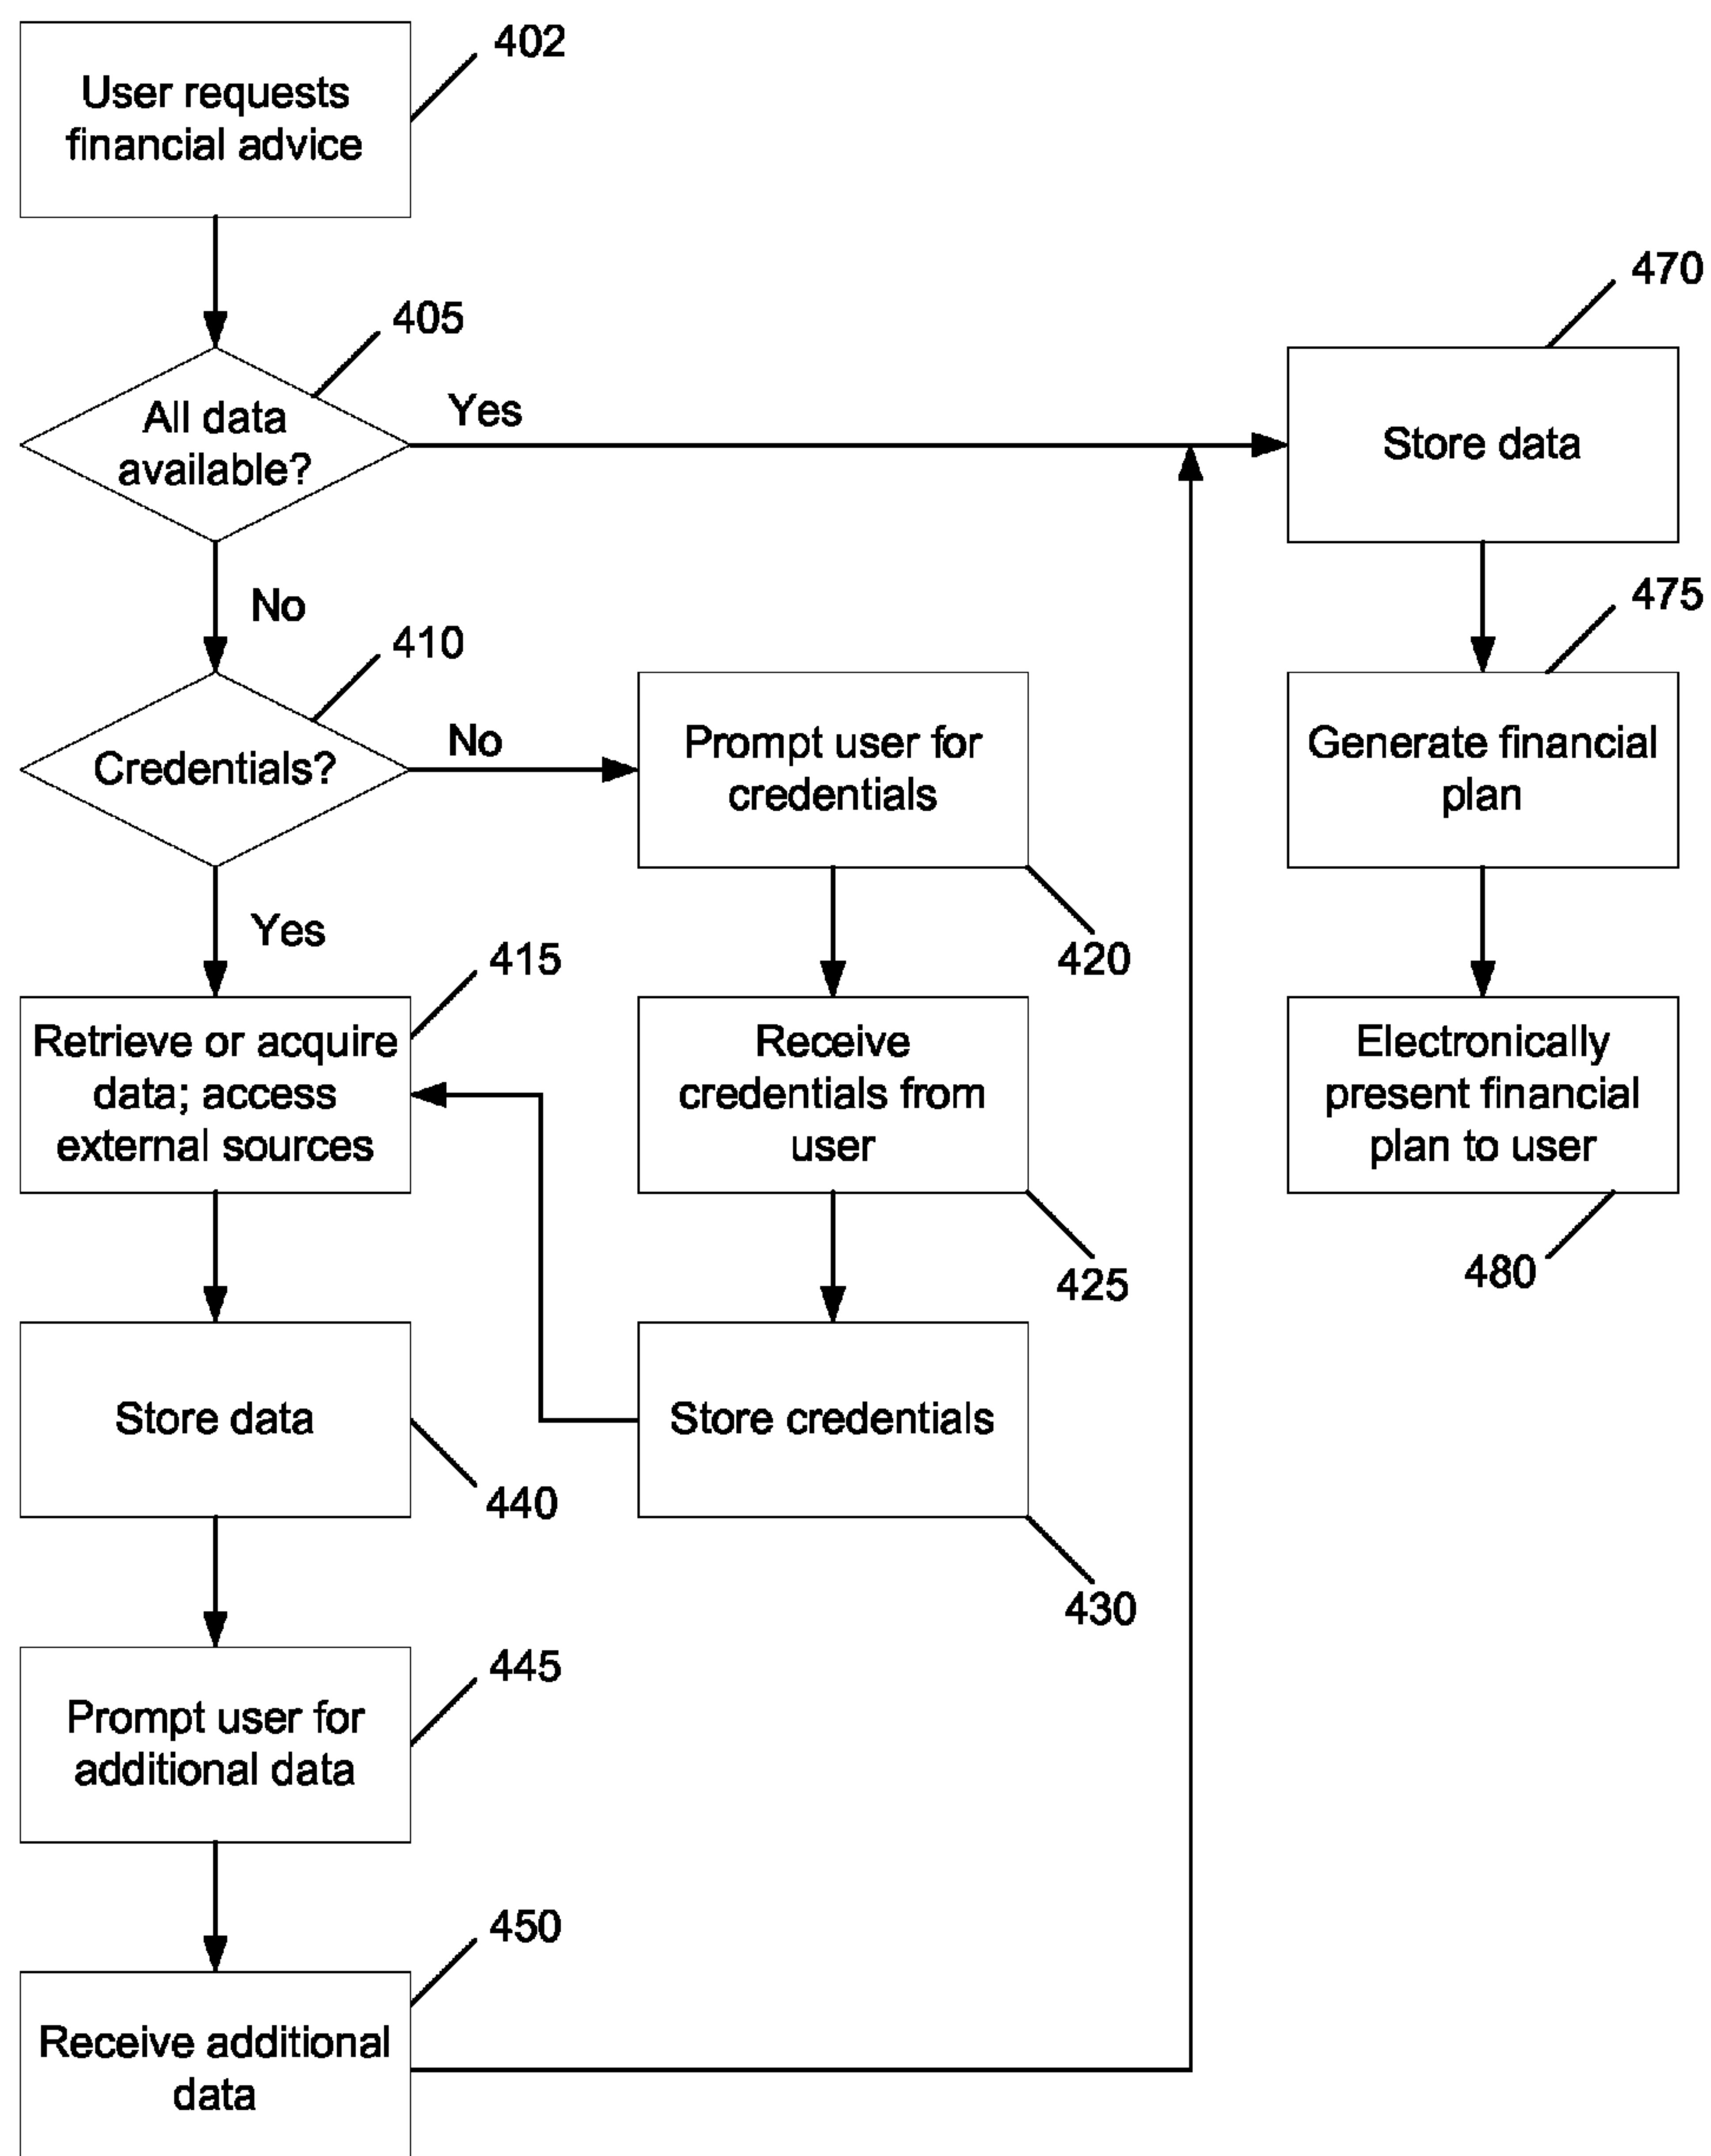 402
User requests
financial advice
405
All data
available?
Yes
No
470
Store data
410
Credentials?
No
Yes
Prompt user for
credentials
420
475
Generate financial
plan
415
Retrieve or acquire
data; access
external sources
Receive
credentials from
user
425
Electronically
present financial
plan to user
480
Store data
440
Store credentials
430
445
Prompt user for
additional data
450
Receive additional
data